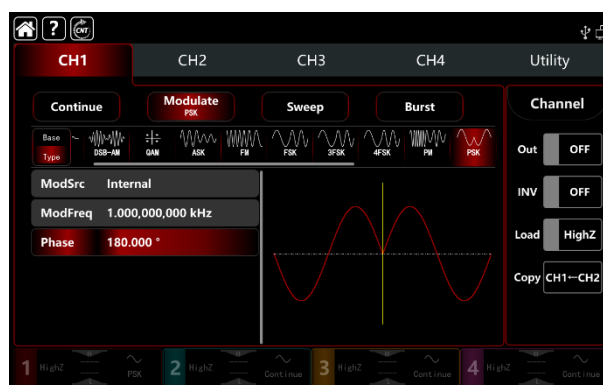 ? CNT
CH1 CH2 CH3 CH4 Utility
Continue Modulate PSK Sweep Burst Channel
Base Type DSB-AM QAM ASK FM FSK 3FSK 4FSK PM PSK
Out OFF
ModSrc Internal
INV OFF
ModFreq 1.000,000,000 kHz
Phase 180.000 °
Load HighZ
Copy CH1←CH2
1 HighZ PSK 2 HighZ Continue 3 HighZ Continue 4 HighZ Continue